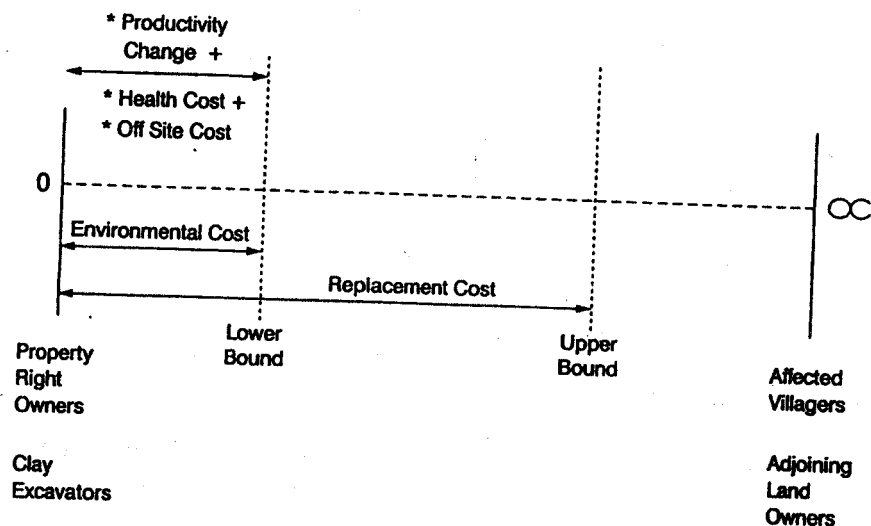 * Productivity
Change +
* Health Cost +
* Off Site Cost
0
∞
Environmental Cost
Replacement Cost
Lower
Bound
Upper
Bound
Property
Right
Owners
Affected
Villagers
Clay
Excavators
Adjoining
Land
Owners